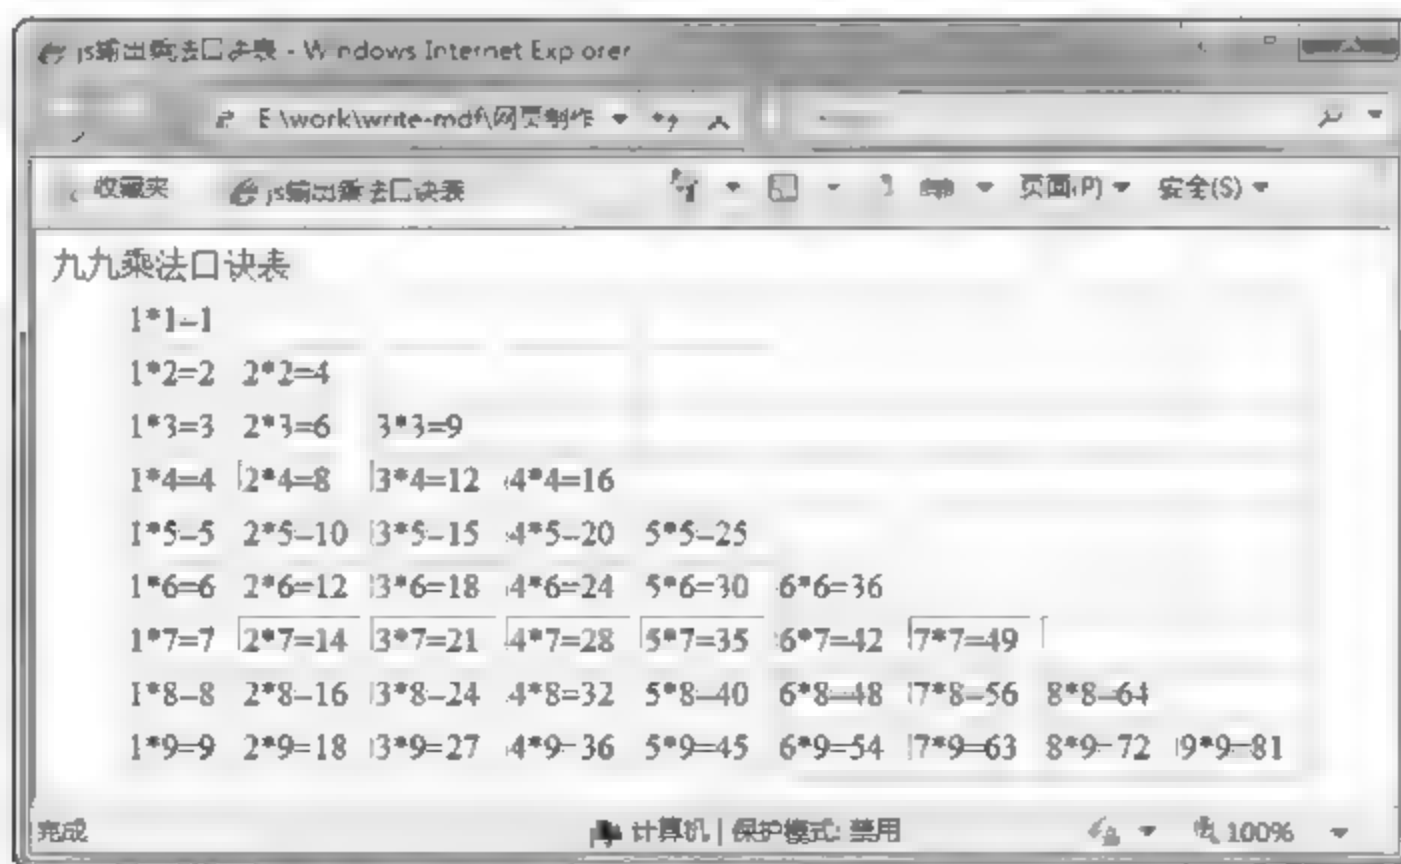 js输出乘法口诀表 - Windows Internet Explorer
E:\work\write-mdf\网页制作
收藏夹 js输出乘法口诀表 页面(P) 安全(S)
九九乘法口诀表
1*1=1
1*2=2 2*2=4
1*3=3 2*3=6 3*3=9
1*4=4 2*4=8 3*4=12 4*4=16
1*5=5 2*5=10 3*5=15 4*5=20 5*5=25
1*6=6 2*6=12 3*6=18 4*6=24 5*6=30 6*6=36
1*7=7 2*7=14 3*7=21 4*7=28 5*7=35 6*7=42 7*7=49
1*8=8 2*8=16 3*8=24 4*8=32 5*8=40 6*8=48 7*8=56 8*8=64
1*9=9 2*9=18 3*9=27 4*9=36 5*9=45 6*9=54 7*9=63 8*9=72 9*9=81
完成 计算机 | 保护模式: 禁用 100%